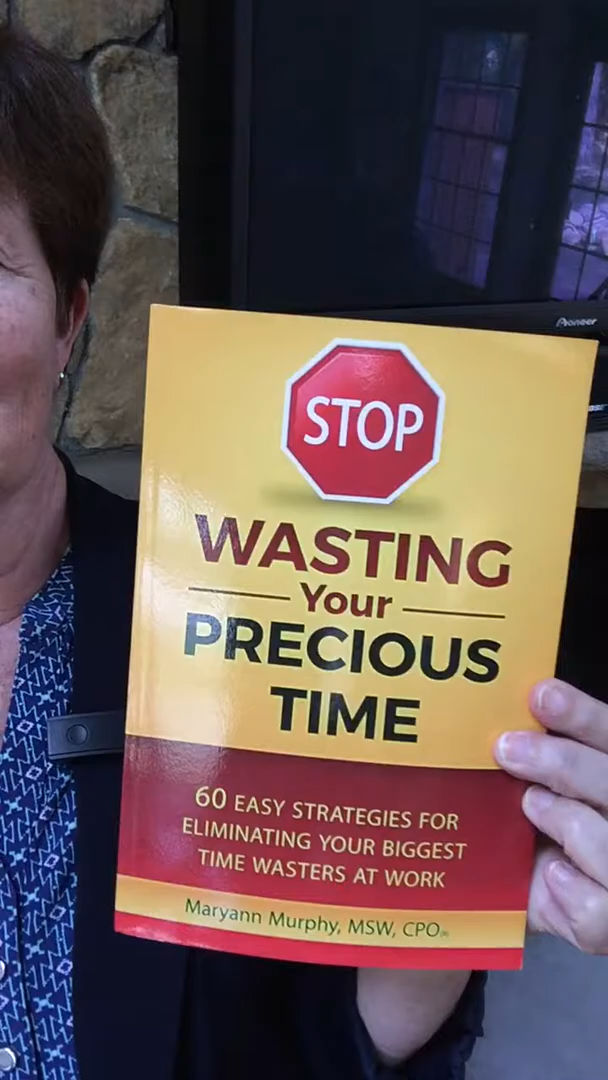 Pioneer
STOP
WASTING
Your
PRECIOUS
TIME
60 EASY STRATEGIES FOR
ELIMINATING YOUR BIGGEST
TIME WASTERS AT WORK
Maryann Murphy, MSW, CPO®